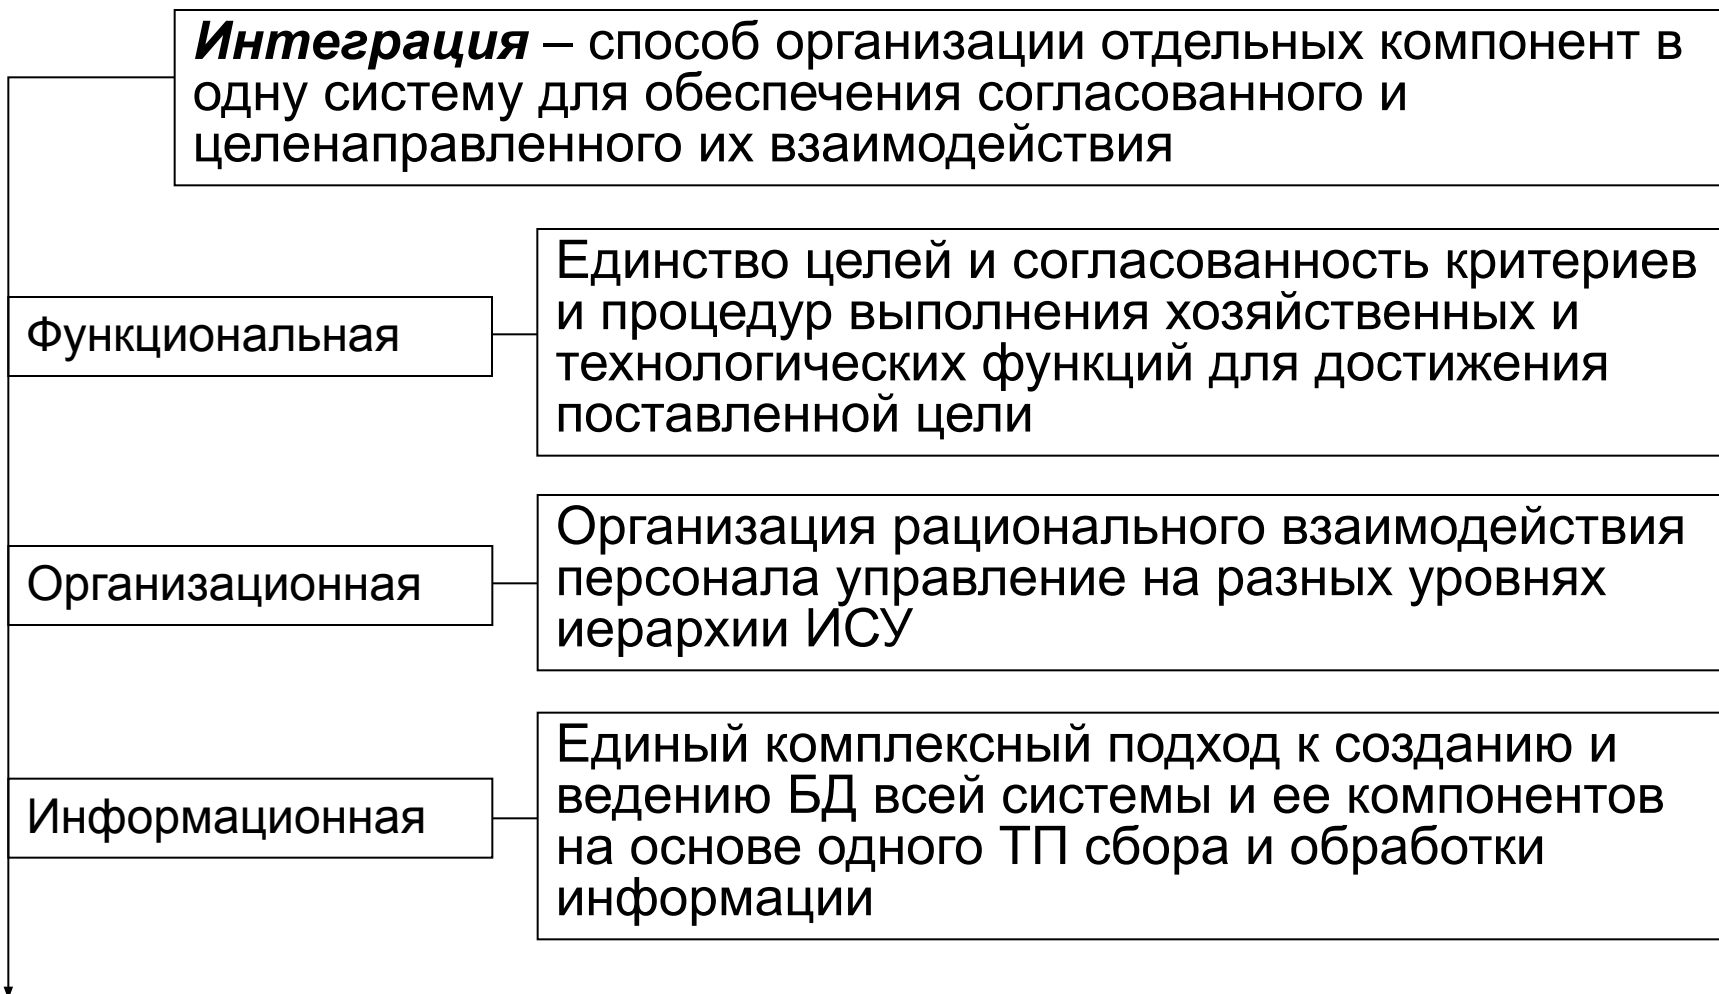 Интеграция – способ организации отдельных компонент в
одну систему для обеспечения согласованного и
целенаправленного их взаимодействия
Функциональная
Единство целей и согласованность критериев
и процедур выполнения хозяйственных и
технологических функций для достижения
поставленной цели
Организационная
Организация рационального взаимодействия
персонала управление на разных уровнях
иерархии ИСУ
Информационная
Единый комплексный подход к созданию и
ведению БД всей системы и ее компонентов
на основе одного ТП сбора и обработки
информации